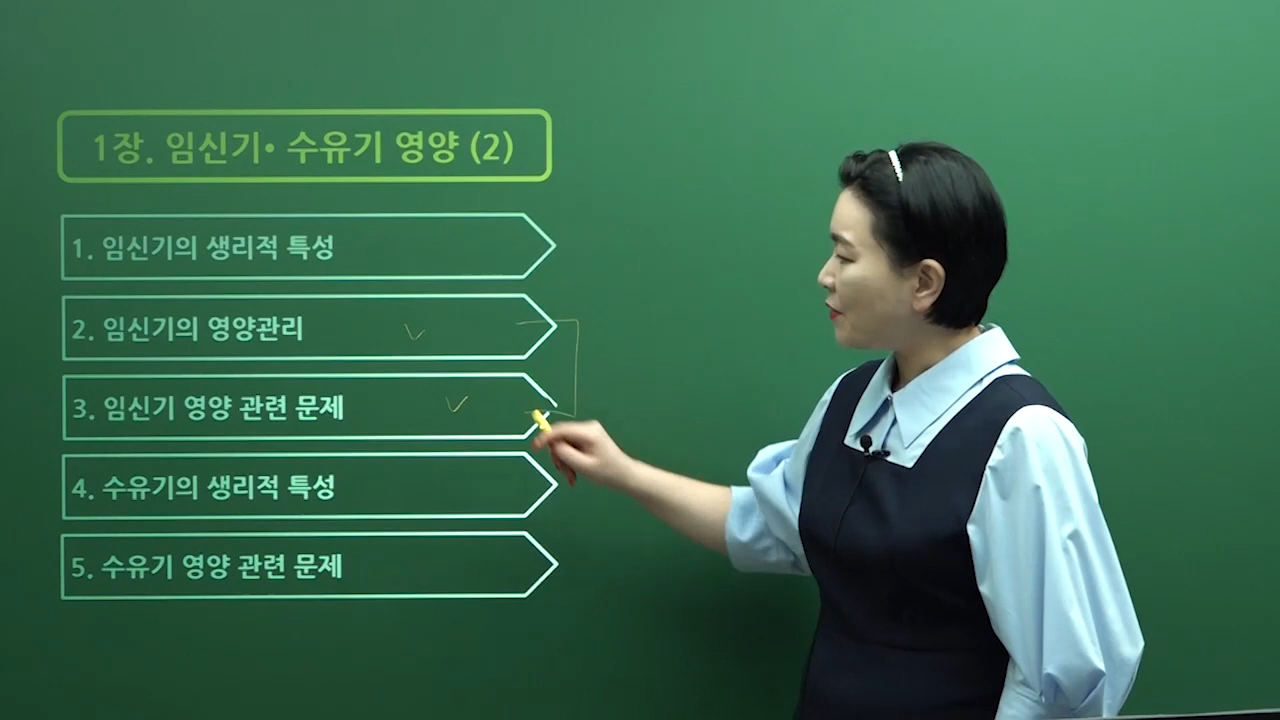 1장. 임신기• 수유기 영양 (2)
1. 임신기의 생리적 특성
2. 임신기의 영양관리
3. 임신기 영양 관련 문제
4. 수유기의 생리적 특성
5. 수유기 영양 관련 문제